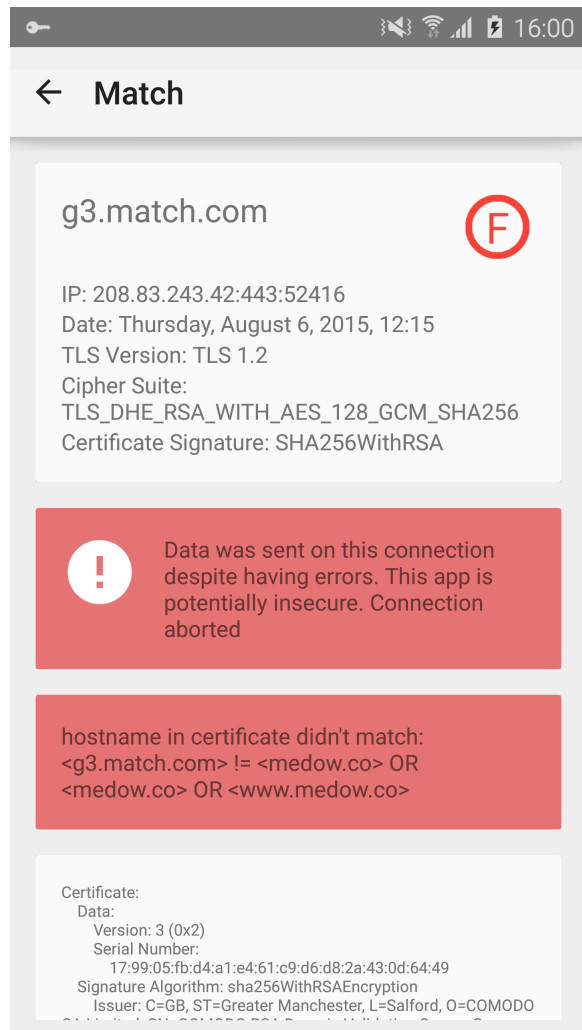 16:00
Match
g3.match.com
F
IP: 208.83.243.42:443:52416
Date: Thursday, August 6, 2015, 12:15
TLS Version: TLS 1.2
Cipher Suite:
TLS_DHE_RSA_WITH_AES_128_GCM_SHA256
Certificate Signature: SHA256WithRSA
!
Data was sent on this connection
despite having errors. This app is
potentially insecure. Connection
aborted
hostname in certificate didn't match:
<g3.match.com> != <medow.co> OR
<medow.co> OR <www.medow.co>
Certificate:
Data:
Version: 3 (0x2)
Serial Number:
17:99:05:fb:d4:a1:e4:61:c9:d6:d8:2a:43:0d:64:49
Signature Algorithm: sha256WithRSAEncryption
Issuer: C=GB, ST=Greater Manchester, L=Salford, O=COMODO